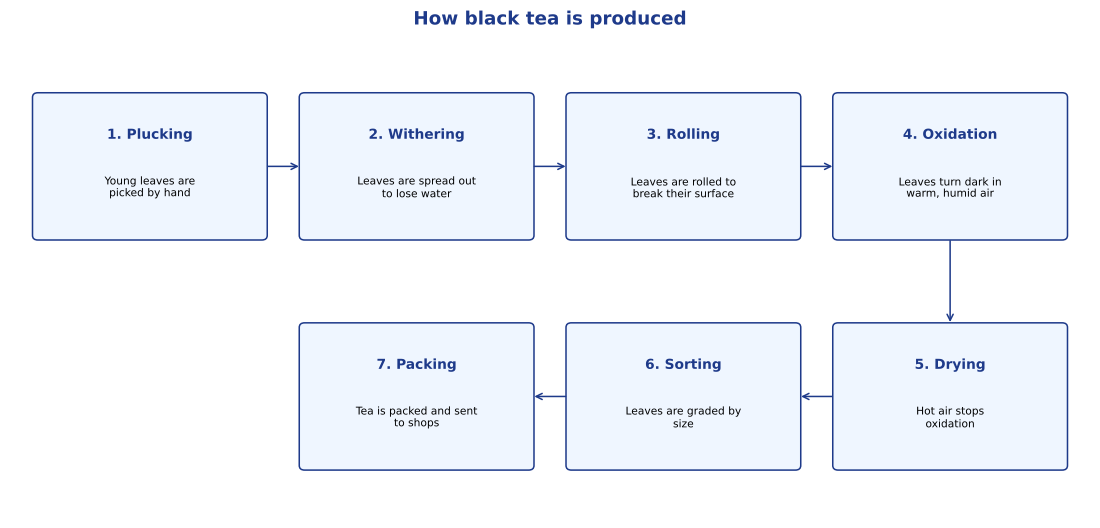 How black tea is produced
1. Plucking
Young leaves are
picked by hand
2. Withering
Leaves are spread out
to lose water
3. Rolling
Leaves are rolled to
break their surface
4. Oxidation
Leaves turn dark in
warm, humid air
5. Drying
Hot air stops
oxidation
6. Sorting
Leaves are graded by
size
7. Packing
Tea is packed and sent
to shops